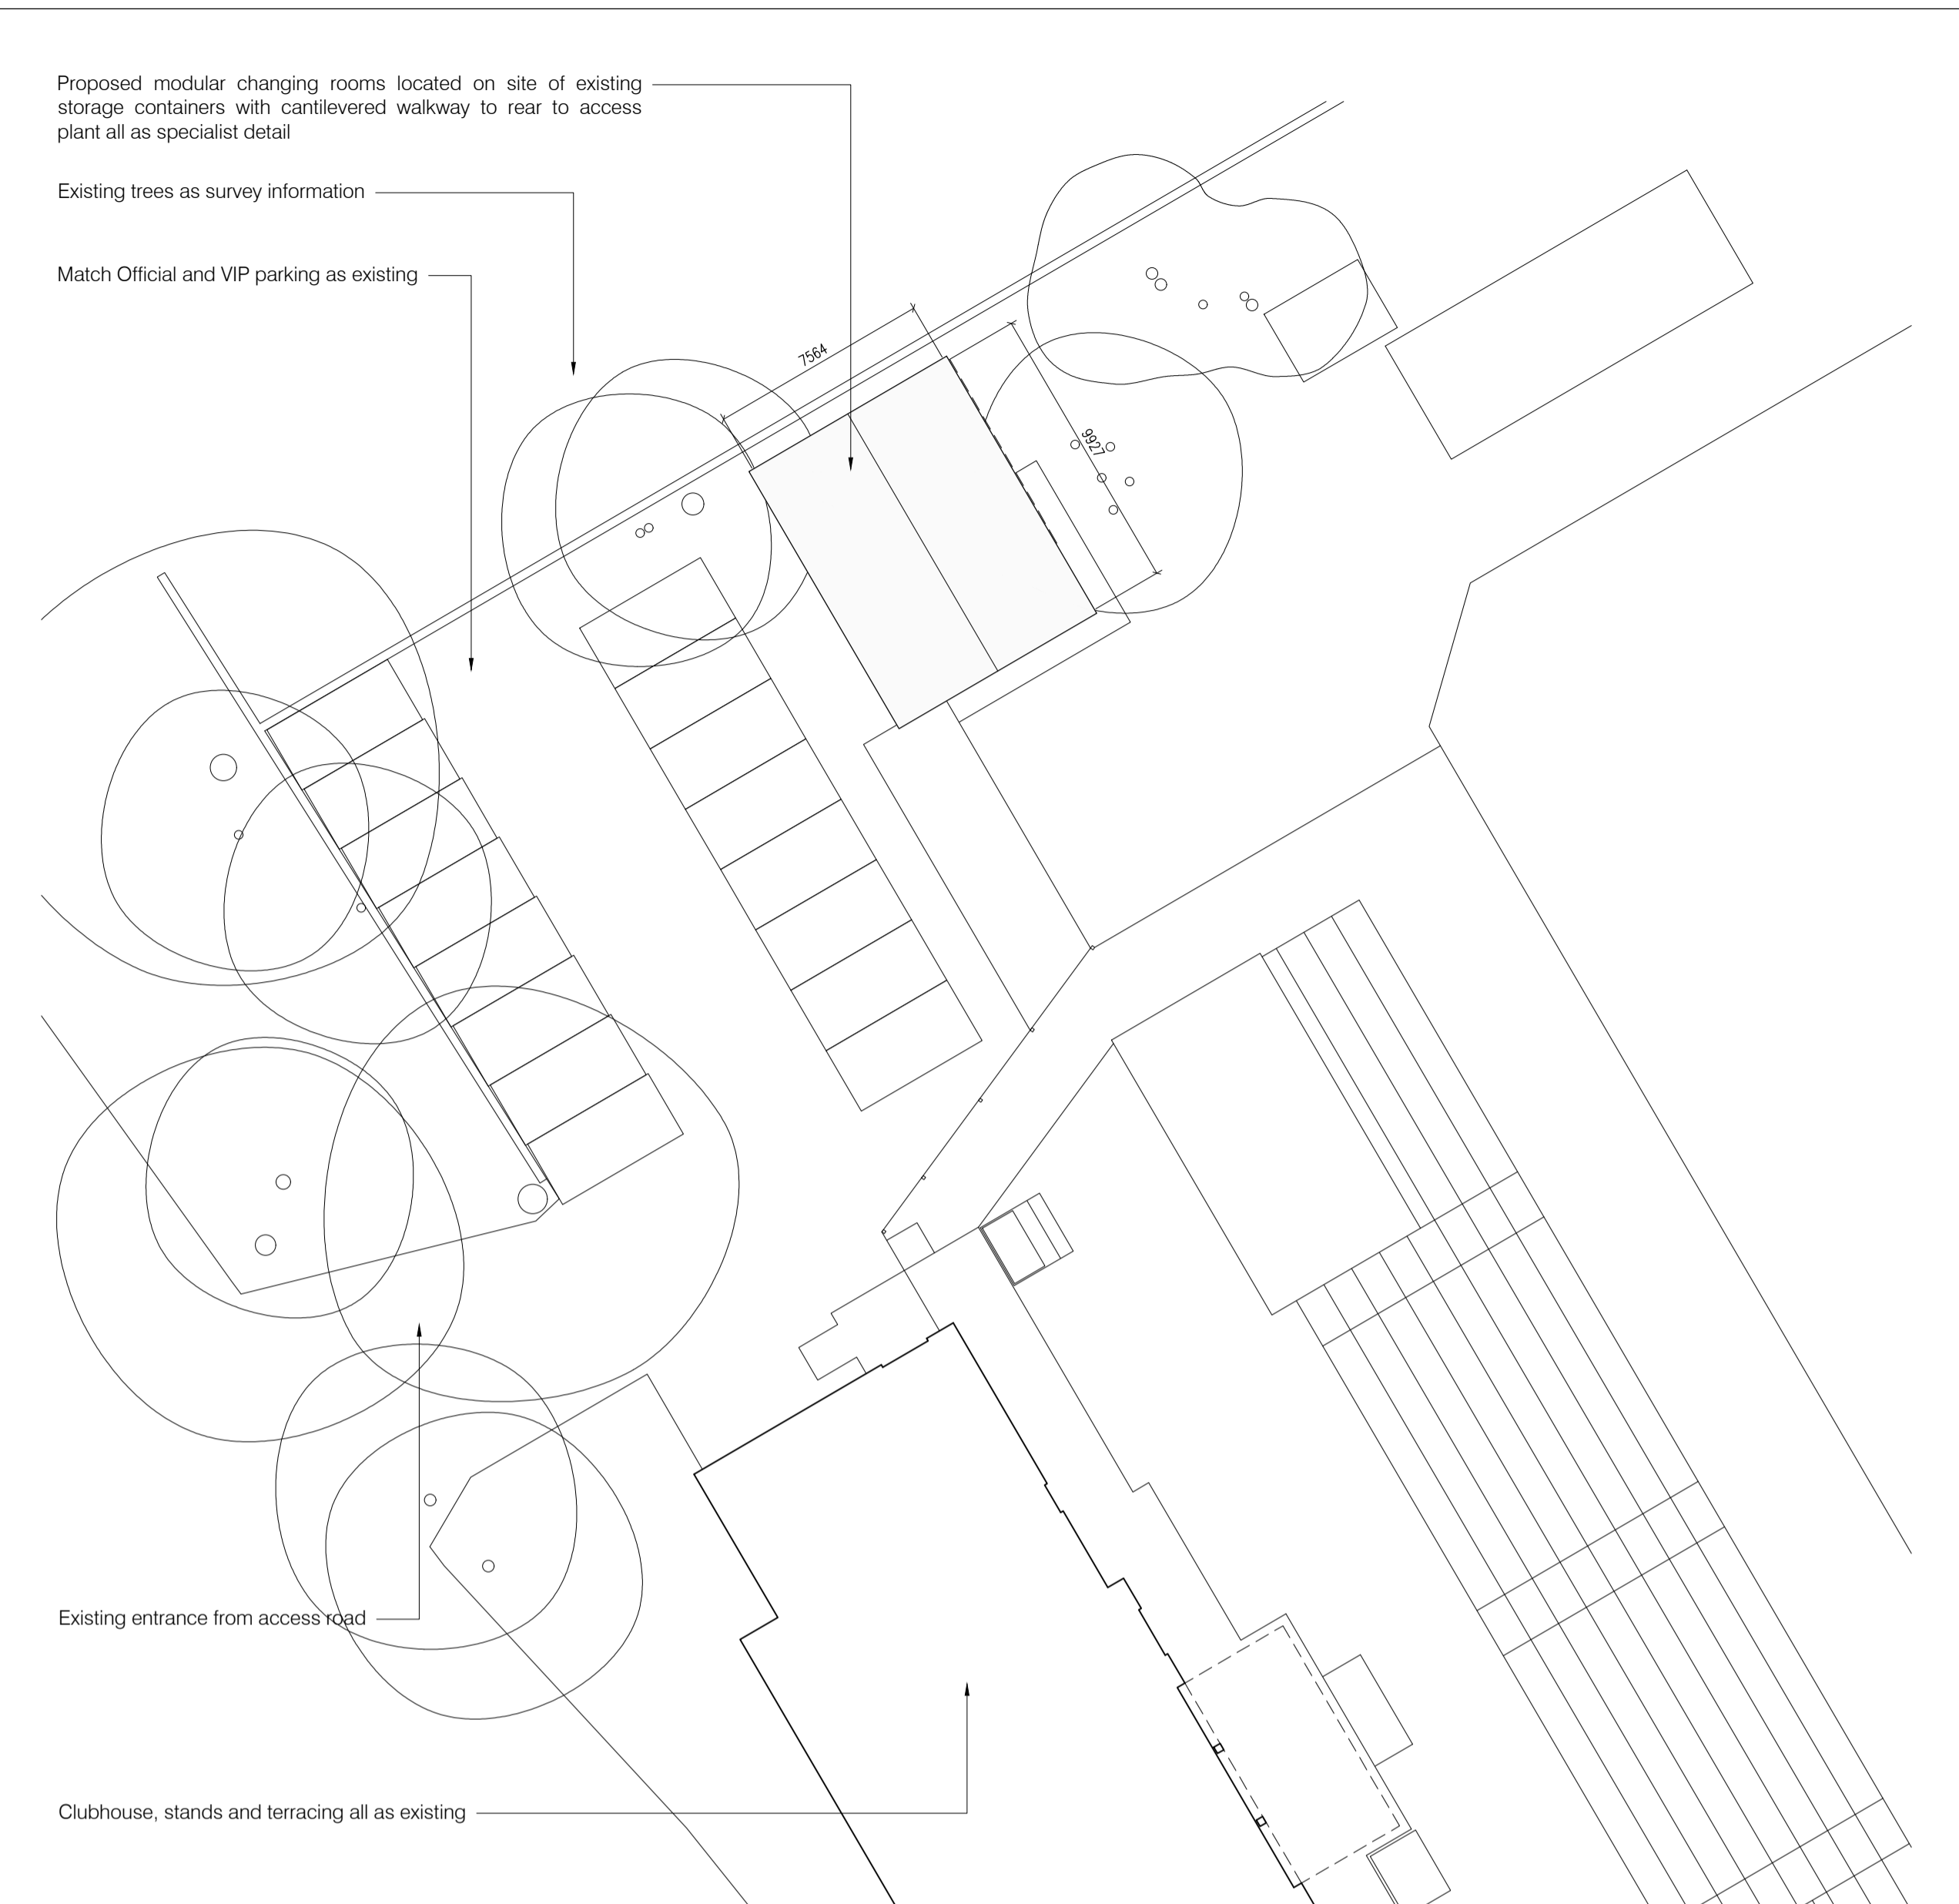 Proposed modular changing rooms located on site of existing
storage containers with cantilevered walkway to rear to access
plant all as specialist detail
Existing trees as survey information
Match Official and VIP parking as existing
7564
9927
Existing entrance from access road
Clubhouse, stands and terracing all as existing